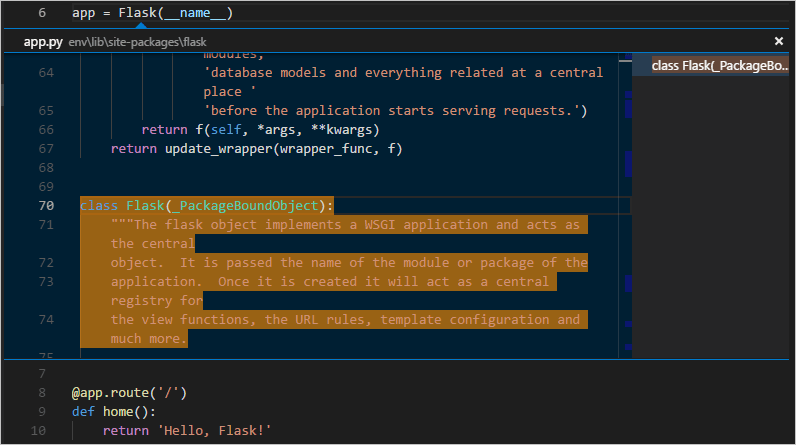 6 app = Flask(__name__)
app.py env\lib\site-packages\flask ×
modules,
64 'database models and everything related at a central
place '
65 'before the application starts serving requests.')
66 return f(self, *args, **kwargs)
67 return update_wrapper(wrapper_func, f)
68
69
70 class Flask(_PackageBoundObject):
71 """The flask object implements a WSGI application and acts as
the central
72 object.  It is passed the name of the module or package of the
73 application.  Once it is created it will act as a central
registry for
74 the view functions, the URL rules, template configuration and
much more.
75
class Flask(_PackageBo...
7
8 @app.route('/')
9 def home():
10 return 'Hello, Flask!'